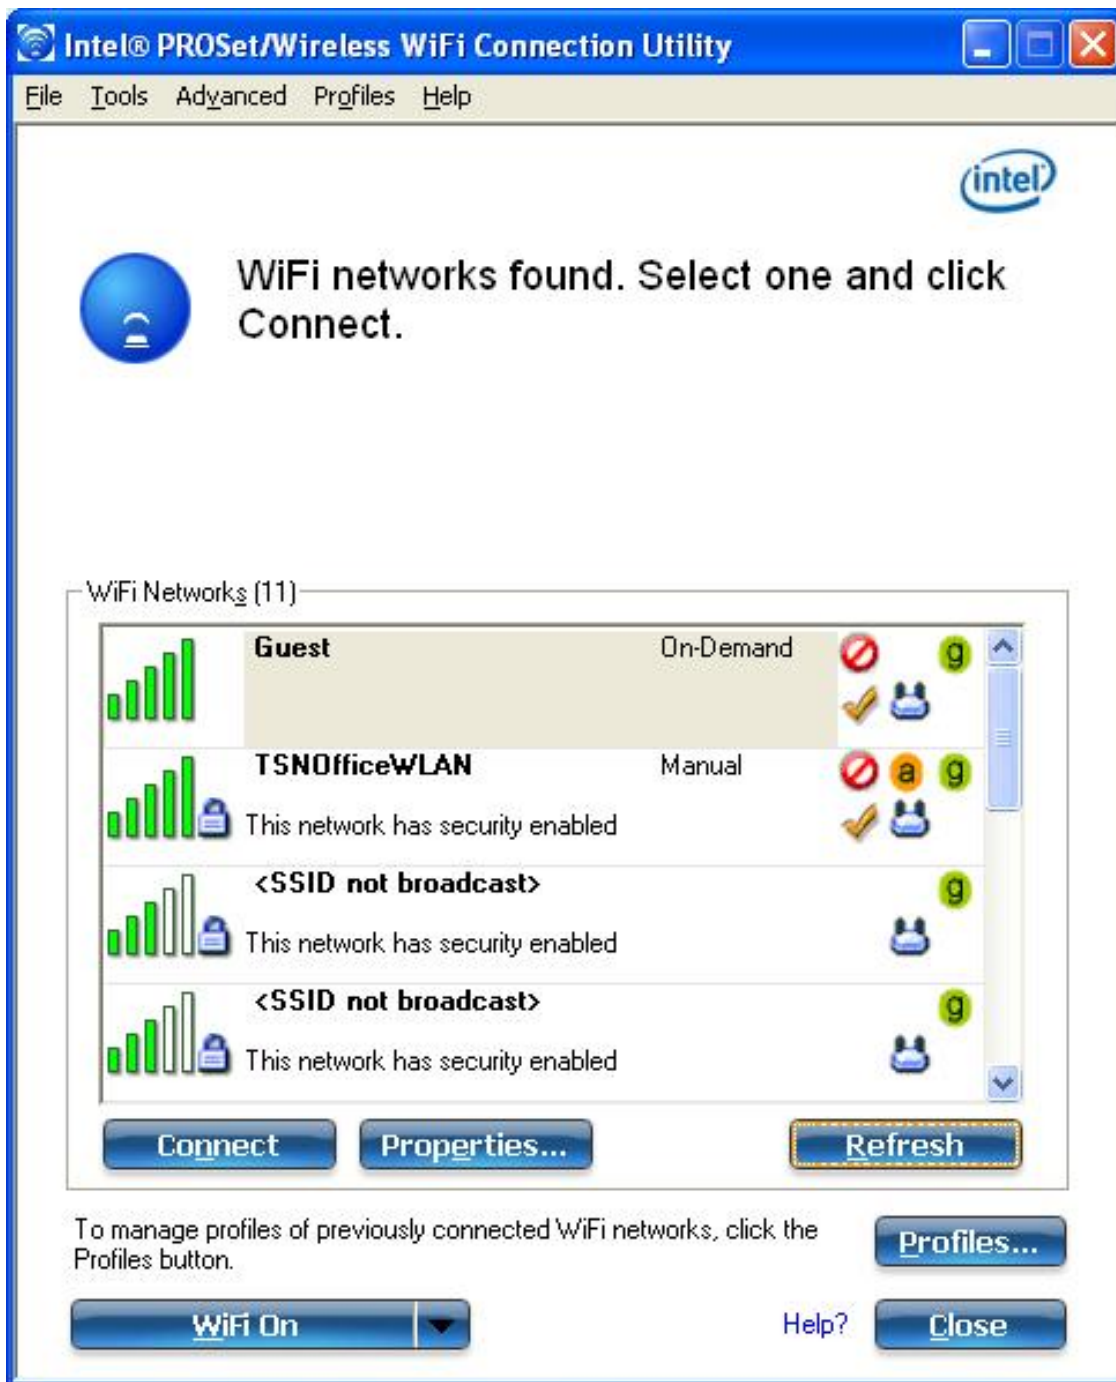 Intel® PROSet/Wireless WiFi Connection Utility
File Tools Advanced Profiles Help
intel
WiFi networks found. Select one and click
Connect.
WiFi Networks (11)
Guest On-Demand
g
TSNOfficeWLAN Manual
a g
This network has security enabled
<SSID not broadcast>
g
This network has security enabled
<SSID not broadcast>
g
This network has security enabled
Connect Properties... Refresh
To manage profiles of previously connected WiFi networks, click the
Profiles button.
Profiles...
WiFi On Help? Close